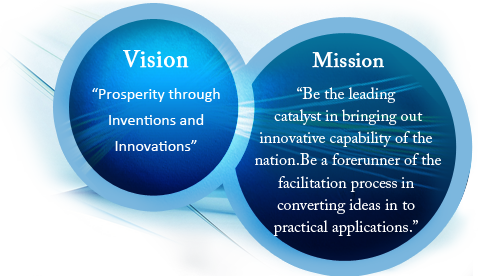 Vision
“Prosperity through
Inventions and
Innovations”
Mission
“Be the leading
catalyst in bringing out
innovative capability of the
nation.Be a forerunner of the
facilitation process in
converting ideas in to
practical applications.”